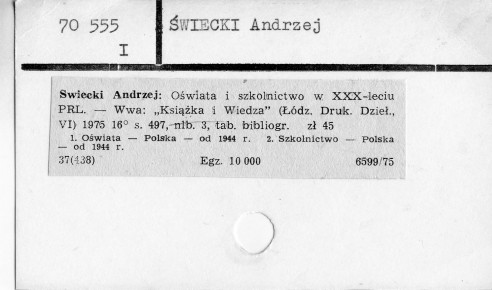 70 555
I
ŚWIECKI Andrzej
Swiecki Andrzej: Oświata i szkolnictwo w XXX-leciu
PRL. — Wwa: „Książka i Wiedza” (Łódz. Druk. Dzieł.,
VI) 1975 16° s. 497, nlb. 3, tab. bibliogr. zł 45
1. Oświata — Polska — od 1944 r. 2. Szkolnictwo — Polska
— od 1944 r.
37(438) Egz. 10 000 6599/75